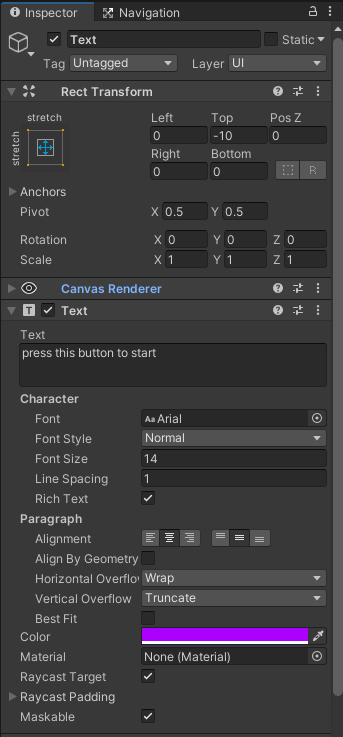 Inspector Navigation
Text Static
Tag Untagged Layer UI
Rect Transform
stretch Left Top Pos Z
stretch 0 -10 0
Right Bottom
0 0 R
Anchors
Pivot X 0.5 Y 0.5
Rotation X 0 Y 0 Z 0
Scale X 1 Y 1 Z 1
Canvas Renderer
T Text
Text
press this button to start
Character
Font Aa Arial
Font Style Normal
Font Size 14
Line Spacing 1
Rich Text
Paragraph
Alignment
Align By Geometry
Horizontal Overflo Wrap
Vertical Overflow Truncate
Best Fit
Color
Material None (Material)
Raycast Target
Raycast Padding
Maskable